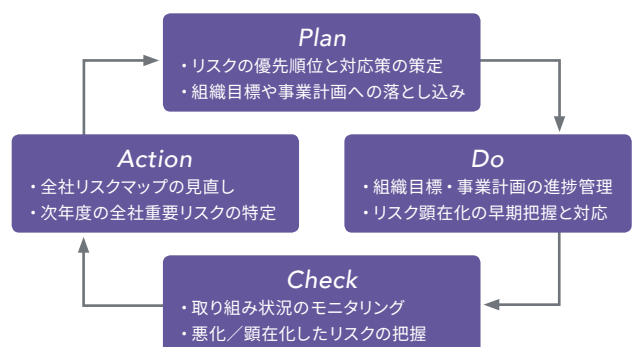 Plan
・リスクの優先順位と対応策の策定
・組織目標や事業計画への落とし込み
Action
・全社リスクマップの見直し
・次年度の全社重要リスクの特定
Do
・組織目標・事業計画の進捗管理
・リスク顕在化の早期把握と対応
Check
・取り組み状況のモニタリング
・悪化／顕在化したリスクの把握